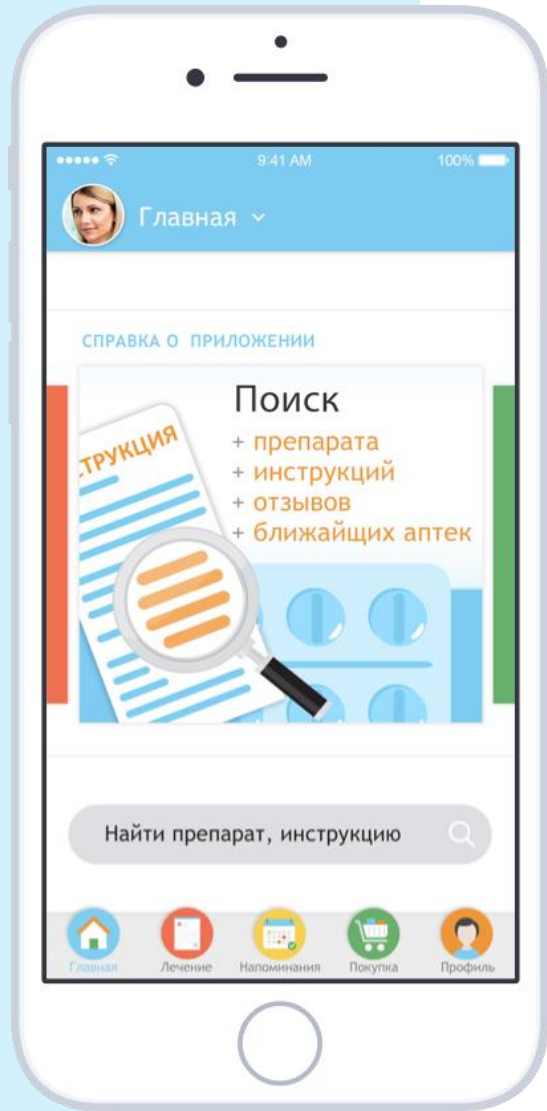 9:41 AM 100%
Главная
СПРАВКА О ПРИЛОЖЕНИИ
Поиск
+ препарата
+ инструкций
+ отзывов
+ ближайщих аптек
ТРУКЦИЯ
Найти препарат, инструкцию
Главная Лечение Напоминания Покупка Профиль